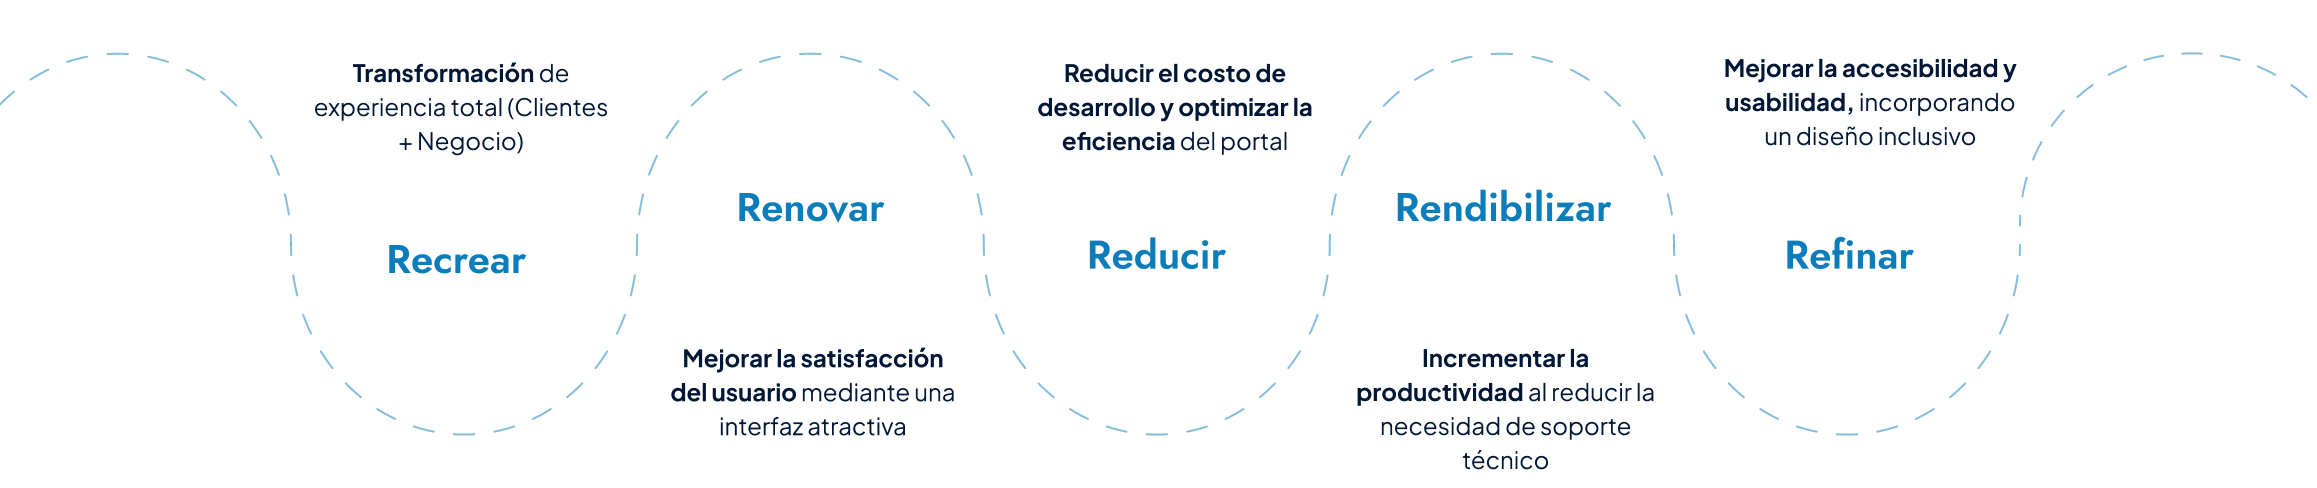 Transformación de
experiencia total (Clientes
+ Negocio)
Recrear
Renovar
Mejorar la satisfacción
del usuario mediante una
interfaz atractiva
Reducir el costo de
desarrollo y optimizar la
eficiencia del portal
Reducir
Rendibilizar
Incrementar la
productividad al reducir la
necesidad de soporte
técnico
Mejorar la accesibilidad y
usabilidad, incorporando
un diseño inclusivo
Refinar